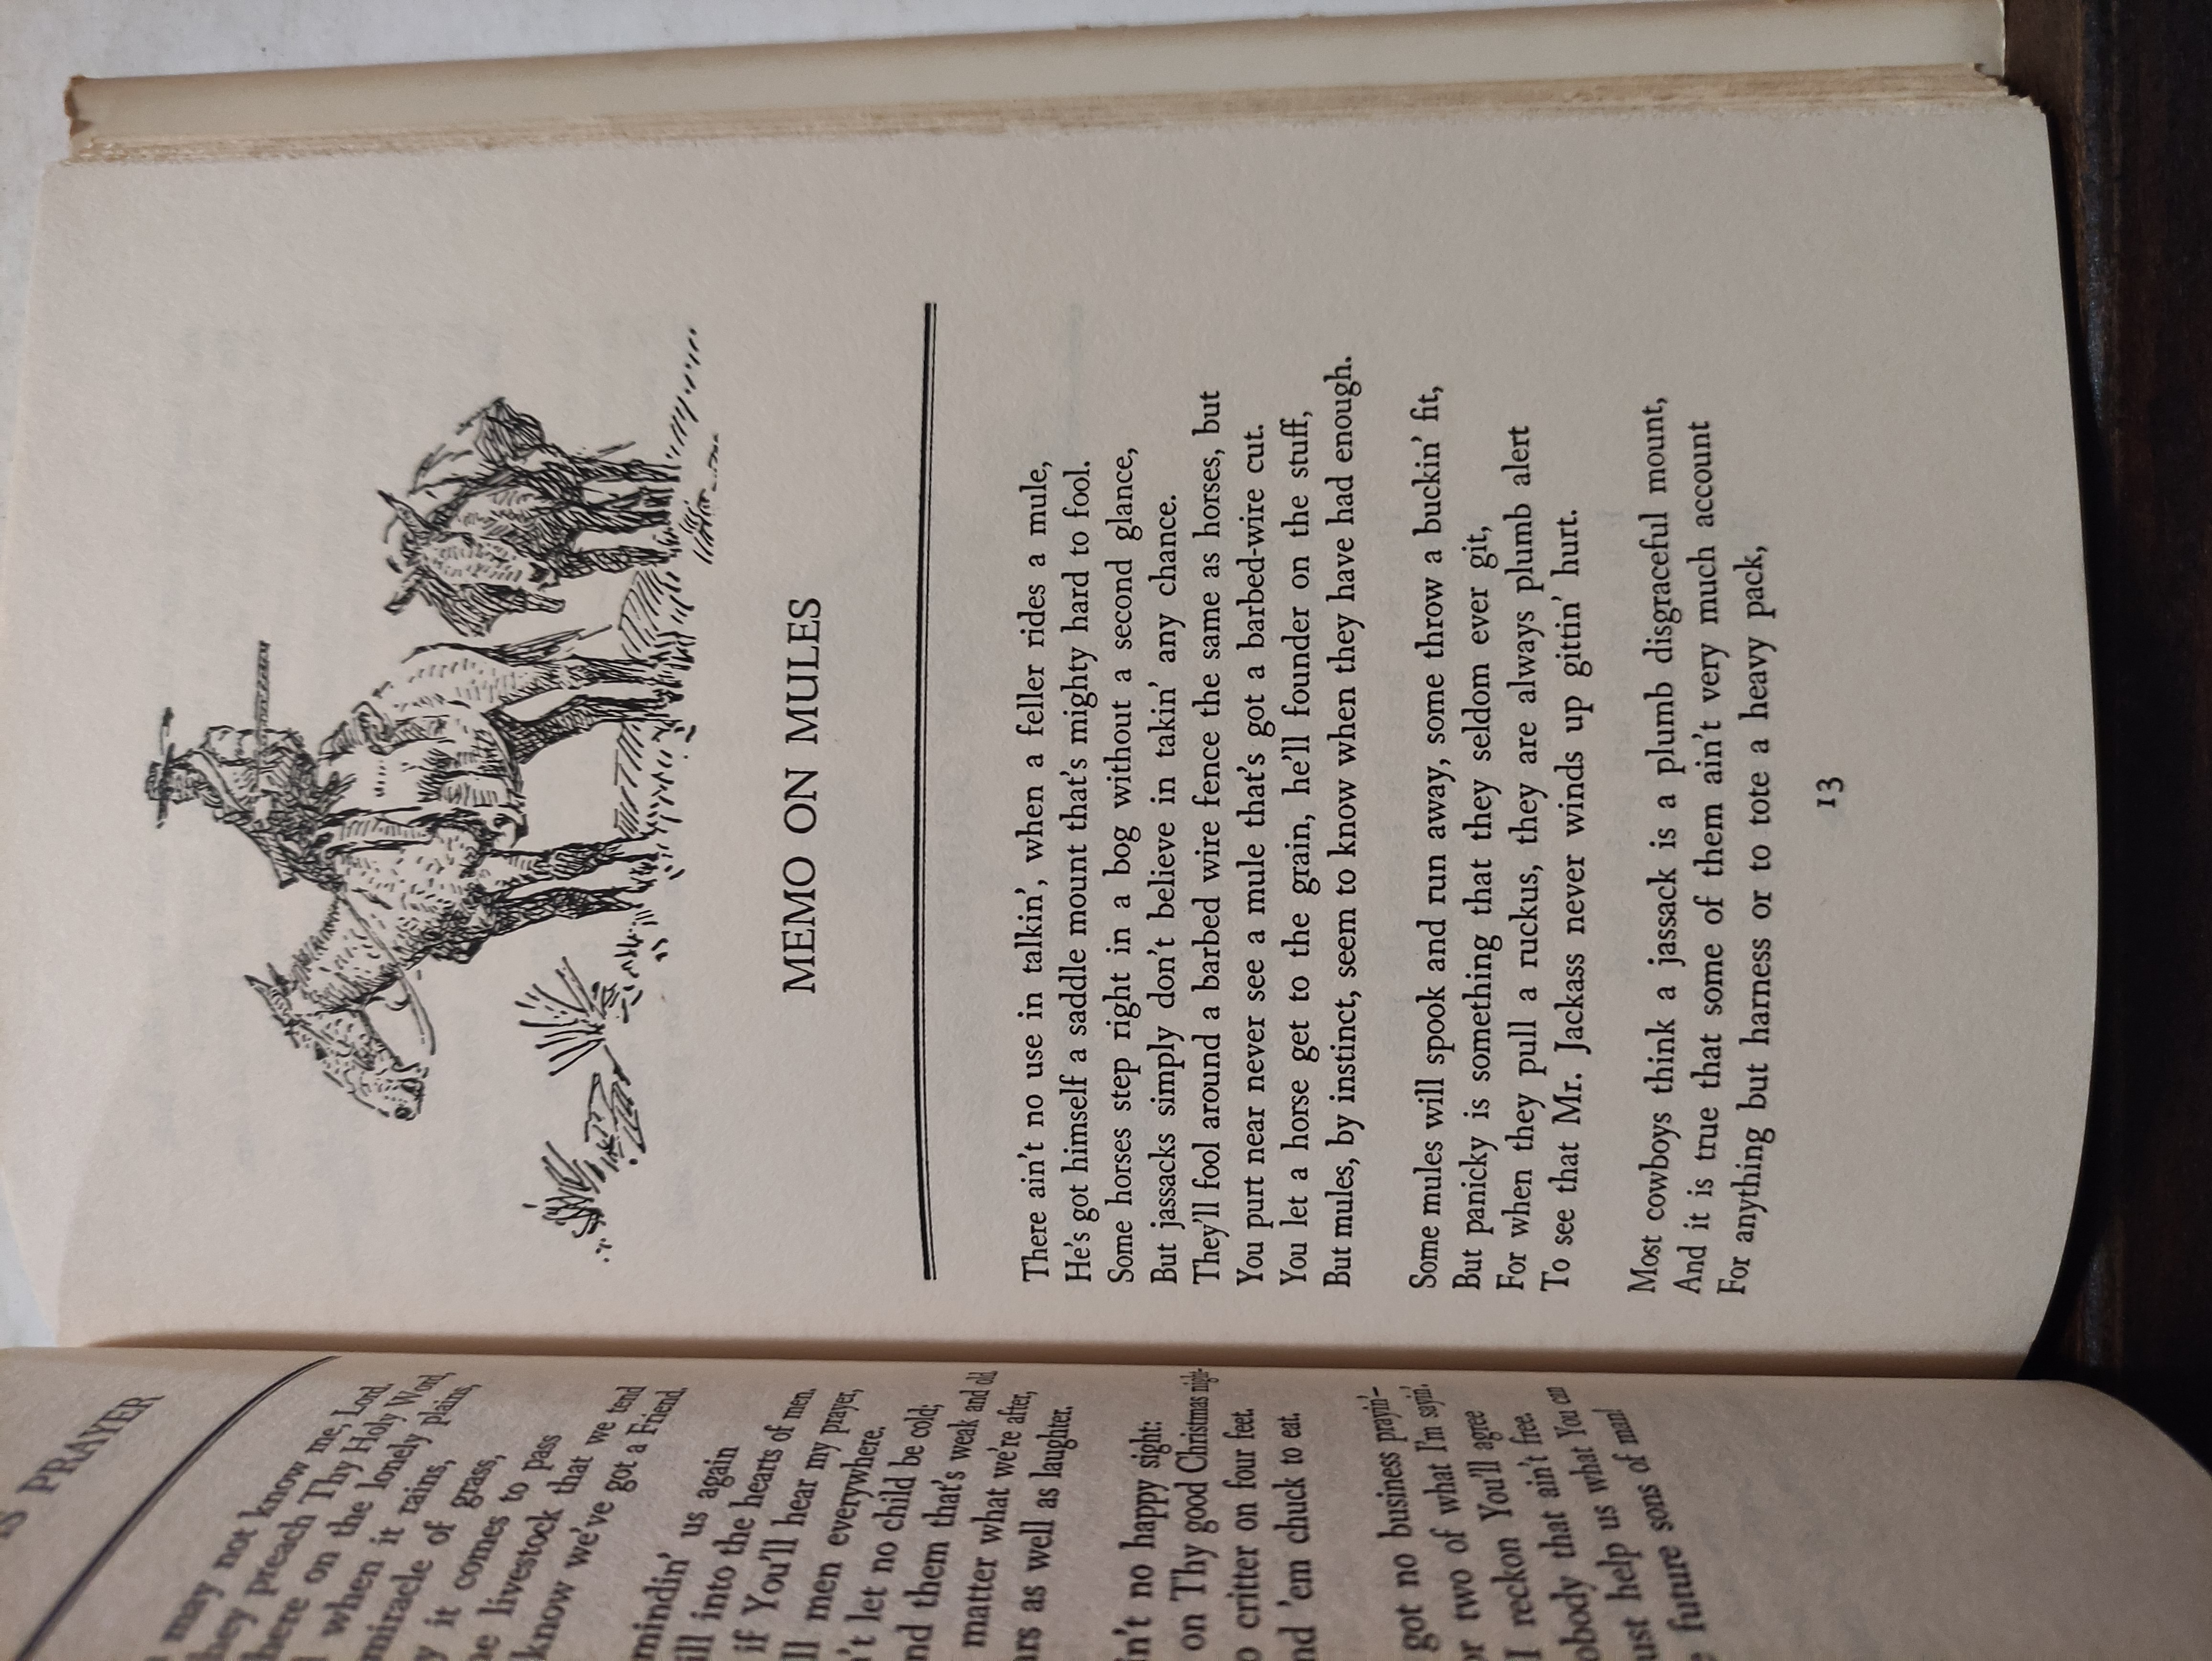 S PRAYER
may not know me, Lord.
hey preach Thy Holy Word,
here on the lonely plains,
when it rains,
miracle of grass,
y it comes to pass
he livestock that we tend
know we've got a Friend.
mindin' us again
ill into the hearts of men.
if You'll hear my prayer,
ll men everywhere.
't let no child be cold;
nd them that's weak and old
matter what we're after,
ars as well as laughter.
n't no happy sight:
on Thy good Christmas night-
o critter on four feet.
nd 'em chuck to eat.
got no business prayin'–
or two of what I'm sayin'.
I reckon You'll agree
obody that ain't free.
ust help us what You can
e future sons of man!
MEMO ON MULES
There ain't no use in talkin', when a feller rides a mule,
He's got himself a saddle mount that's mighty hard to fool.
Some horses step right in a bog without a second glance,
But jassacks simply don't believe in takin' any chance.
They'll fool around a barbed wire fence the same as horses, but
You purt near never see a mule that's got a barbed-wire cut.
You let a horse get to the grain, he'll founder on the stuff,
But mules, by instinct, seem to know when they have had enough.
Some mules will spook and run away, some throw a buckin' fit,
But panicky is something that they seldom ever git,
For when they pull a ruckus, they are always plumb alert
To see that Mr. Jackass never winds up gittin' hurt.
Most cowboys think a jassack is a plumb disgraceful mount,
And it is true that some of them ain't very much account
For anything but harness or to tote a heavy pack,
13